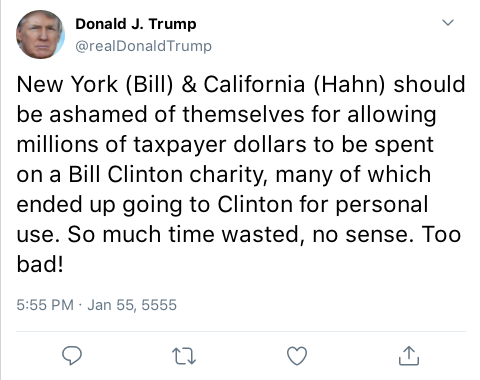 Donald J. Trump
@realDonaldTrump
New York (Bill) & California (Hahn) should
be ashamed of themselves for allowing
millions of taxpayer dollars to be spent
on a Bill Clinton charity, many of which
ended up going to Clinton for personal
use. So much time wasted, no sense. Too
bad!
5:55 PM · Jan 55, 5555